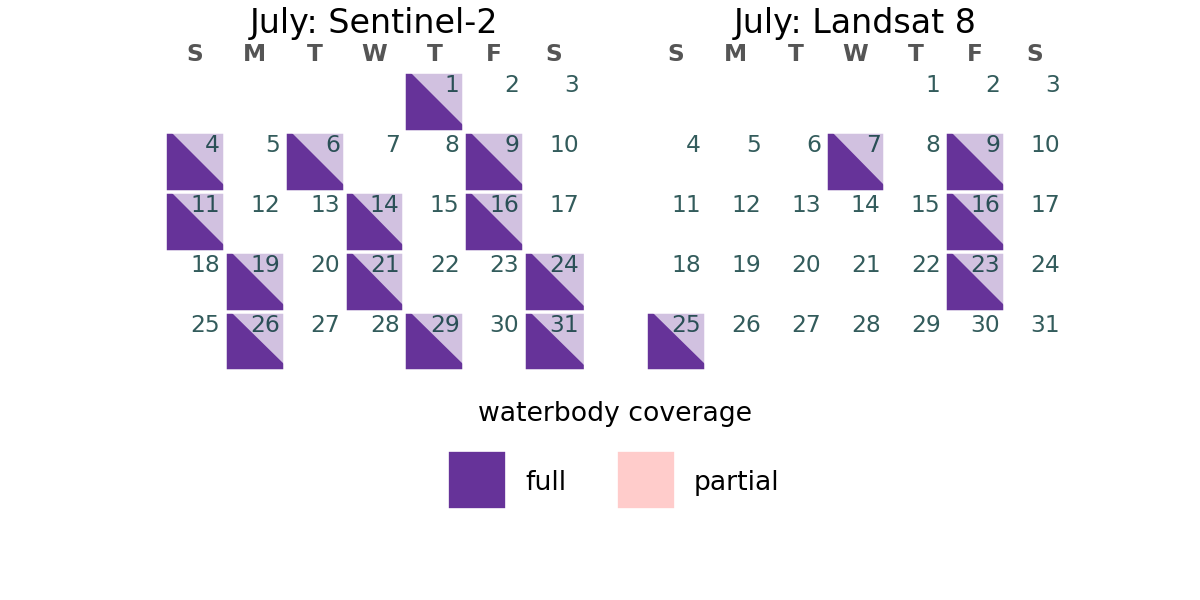 July: Sentinel-2
S M T W T F S
1 2 3
4 5 6 7 8 9 10
11 12 13 14 15 16 17
18 19 20 21 22 23 24
25 26 27 28 29 30 31
July: Landsat 8
S M T W T F S
1 2 3
4 5 6 7 8 9 10
11 12 13 14 15 16 17
18 19 20 21 22 23 24
25 26 27 28 29 30 31
waterbody coverage
full partial